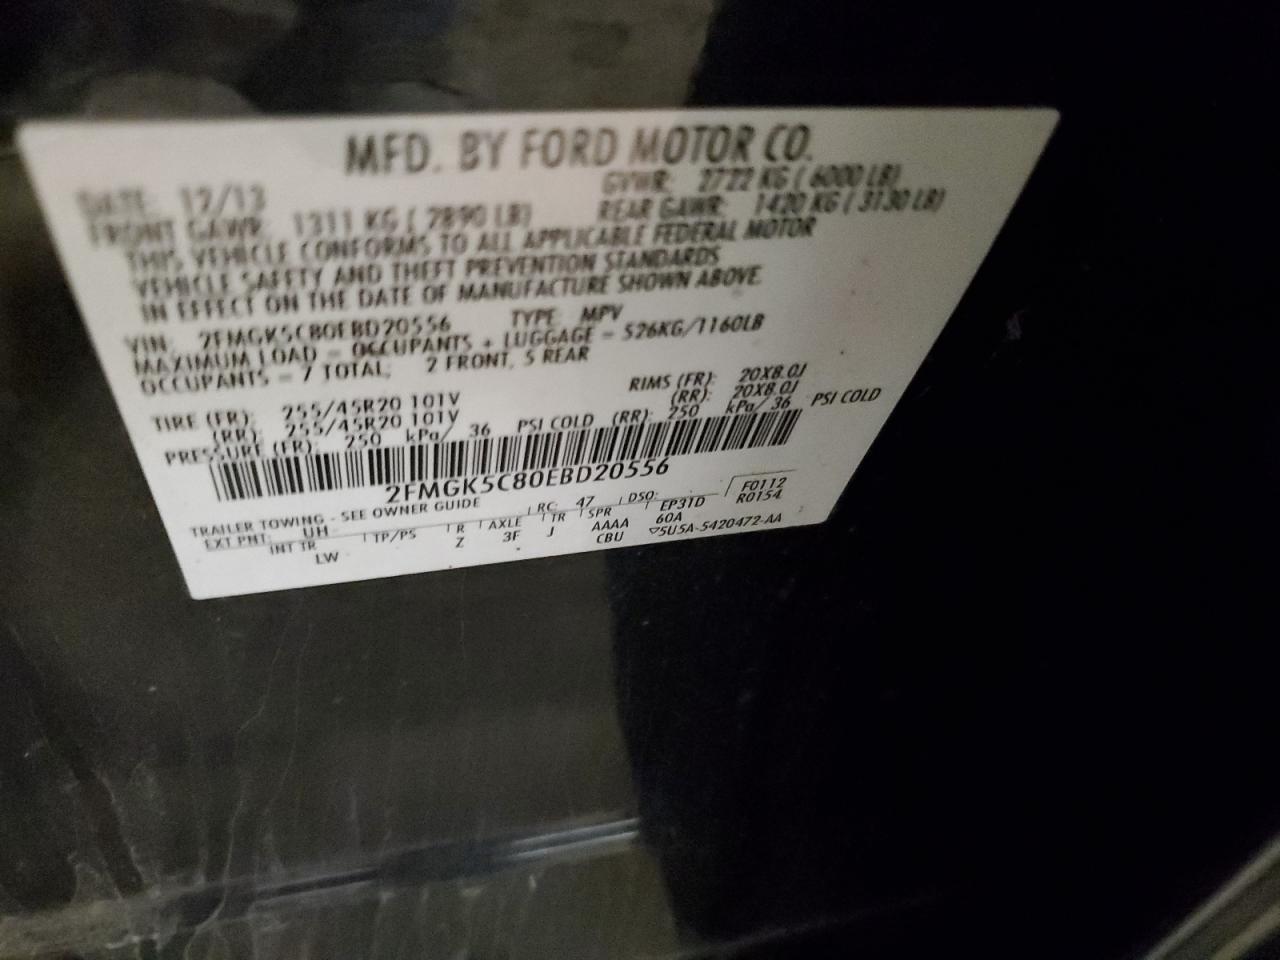 MFD. BY FORD MOTOR CO.
DATE: 12/13 GVWR: 2722 KG ( 6000 LB)
FRONT GAWR: 1311 KG ( 2890 LB) REAR GAWR: 1420 KG ( 3130 LB)
THIS VEHICLE CONFORMS TO ALL APPLICABLE FEDERAL MOTOR
VEHICLE SAFETY AND THEFT PREVENTION STANDARDS
IN EFFECT ON THE DATE OF MANUFACTURE SHOWN ABOVE.
VIN: 2FMGK5C80EBD20556 TYPE: MPV
MAXIMUM LOAD = OCCUPANTS + LUGGAGE = 526KG/1160LB
OCCUPANTS = 7 TOTAL; 2 FRONT, 5 REAR
TIRE (FR): 255/45R20 101V RIMS (FR): 20X8.0J
(RR): 255/45R20 101V (RR): 20X8.0J
PRESSURE (FR): 250 kPa/ 36 PSI COLD (RR): 250 kPa/ 36 PSI COLD
2FMGK5C80EBD20556
TRAILER TOWING - SEE OWNER GUIDE
F0112
R0154
EXT PNT: UH RC: 47 DSO: EP31D
INT TR TP/PS R AXLE TR SPR 60A
LW Z 3F J AAAA
CBU ▽5U5A-5420472-AA